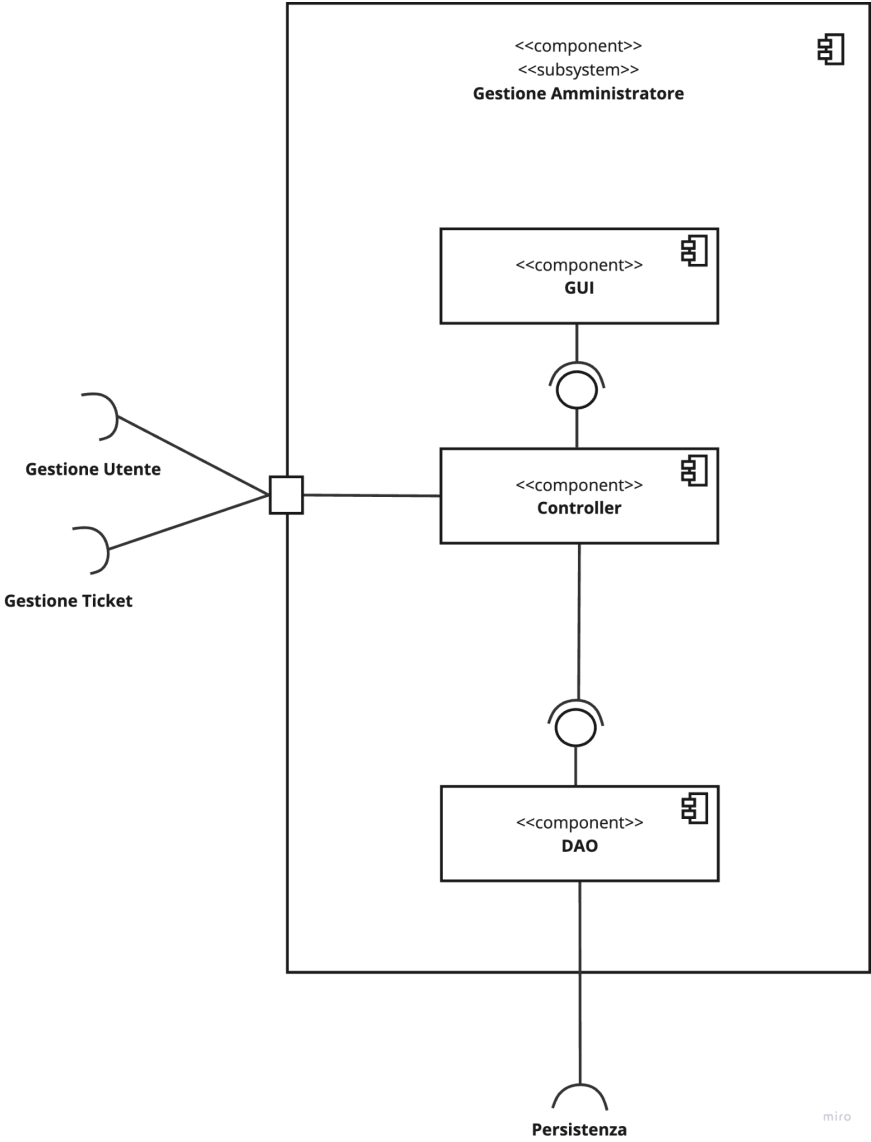 <<component>>
<<subsystem>>
Gestione Amministratore
<<component>>
GUI
Gestione Utente
<<component>>
Controller
Gestione Ticket
<<component>>
DAO
Persistenza
miro